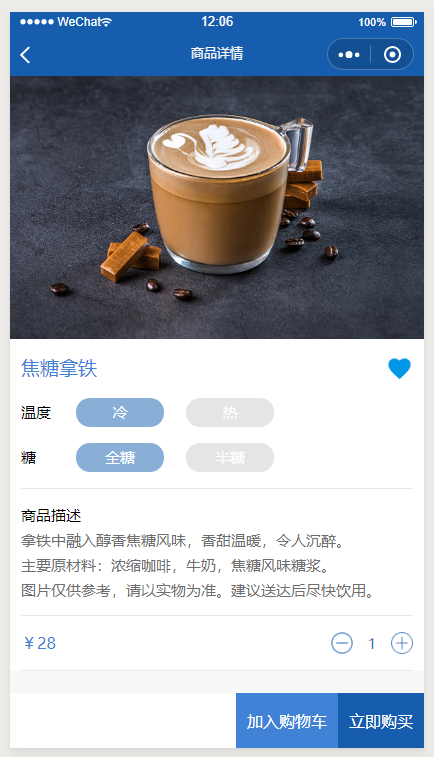 WeChat 12:06 100%
商品详情
焦糖拿铁
温度 冷 热
糖 全糖 半糖
商品描述
拿铁中融入醇香焦糖风味，香甜温暖，令人沉醉。
主要原材料：浓缩咖啡，牛奶，焦糖风味糖浆。
图片仅供参考，请以实物为准。建议送达后尽快饮用。
￥28 1
加入购物车 立即购买